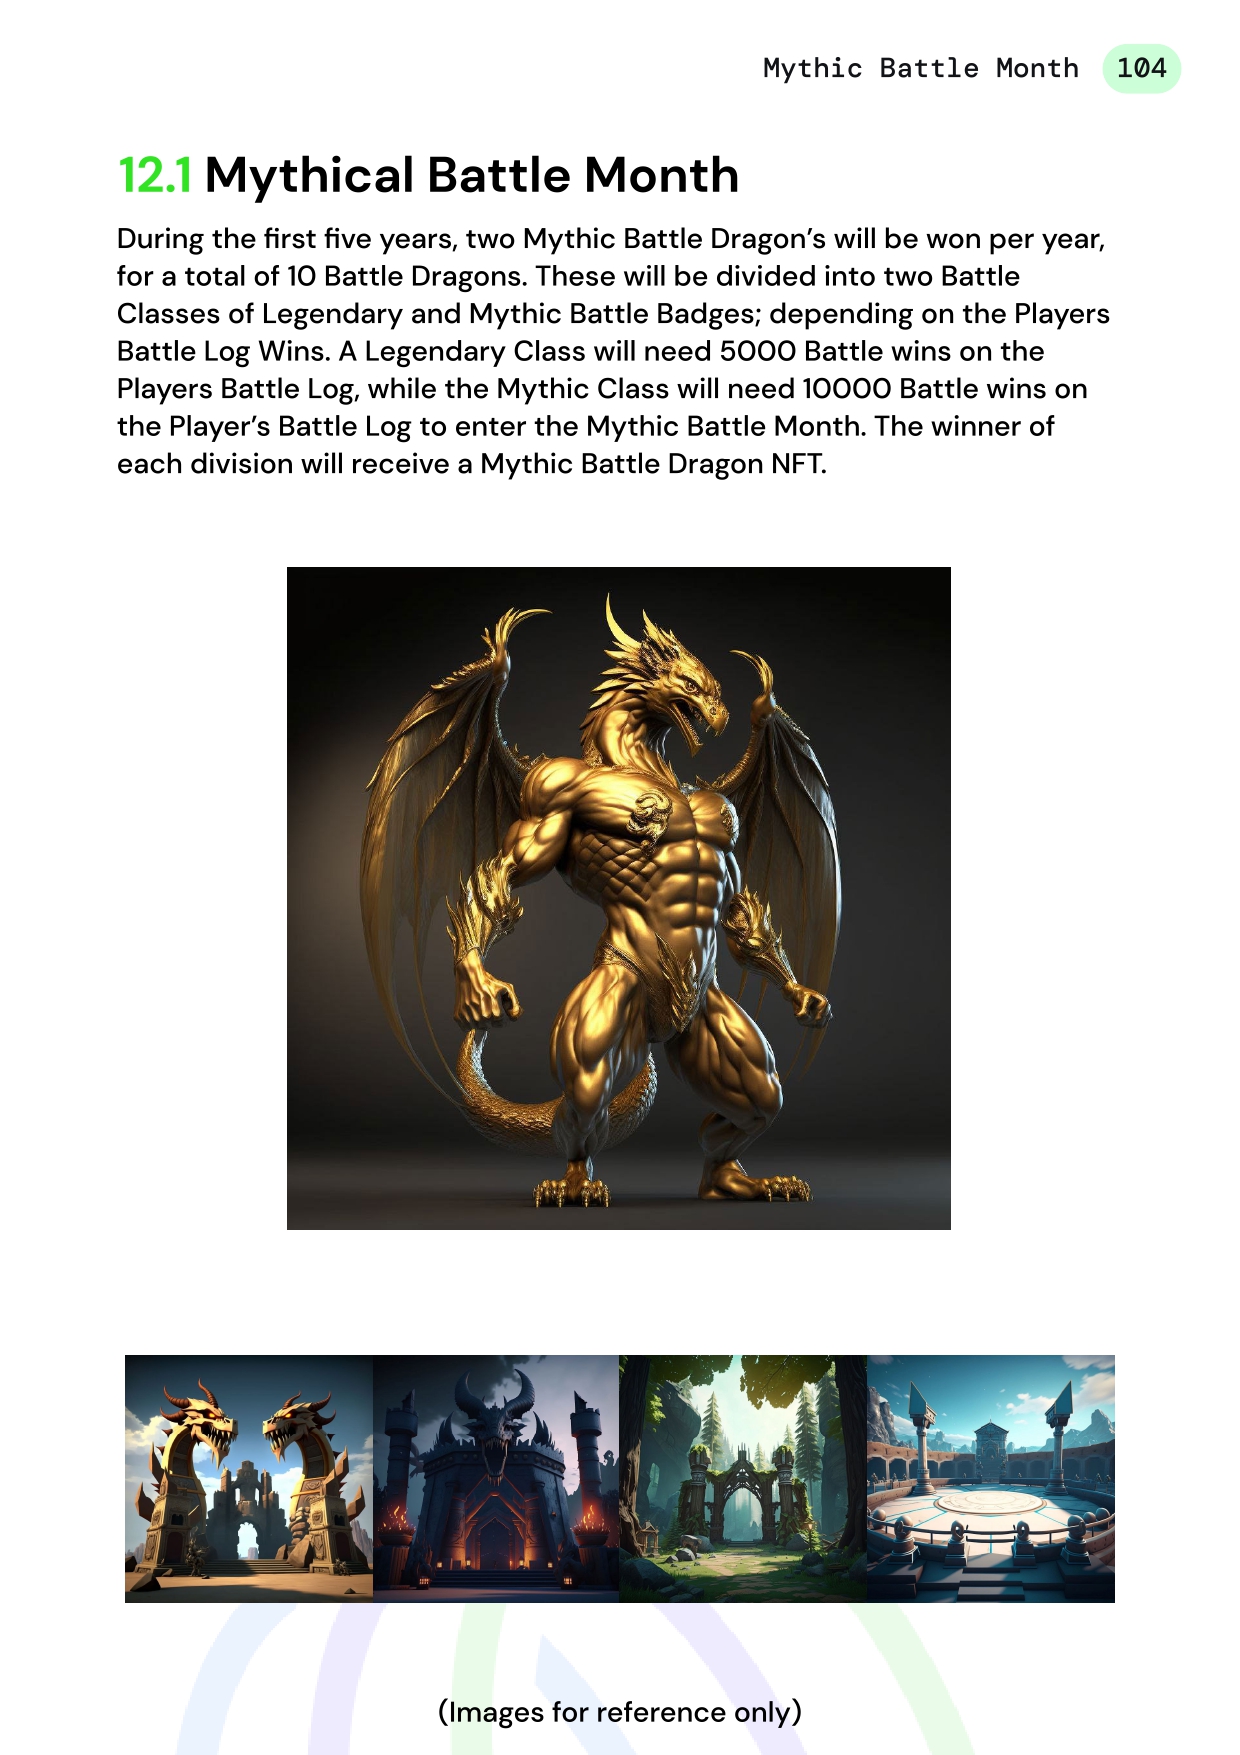 Mythic Battle Month 104
12.1 Mythical Battle Month
During the first five years, two Mythic Battle Dragon’s will be won per year,
for a total of 10 Battle Dragons. These will be divided into two Battle
Classes of Legendary and Mythic Battle Badges; depending on the Players
Battle Log Wins. A Legendary Class will need 5000 Battle wins on the
Players Battle Log, while the Mythic Class will need 10000 Battle wins on
the Player’s Battle Log to enter the Mythic Battle Month. The winner of
each division will receive a Mythic Battle Dragon NFT.
(Images for reference only)